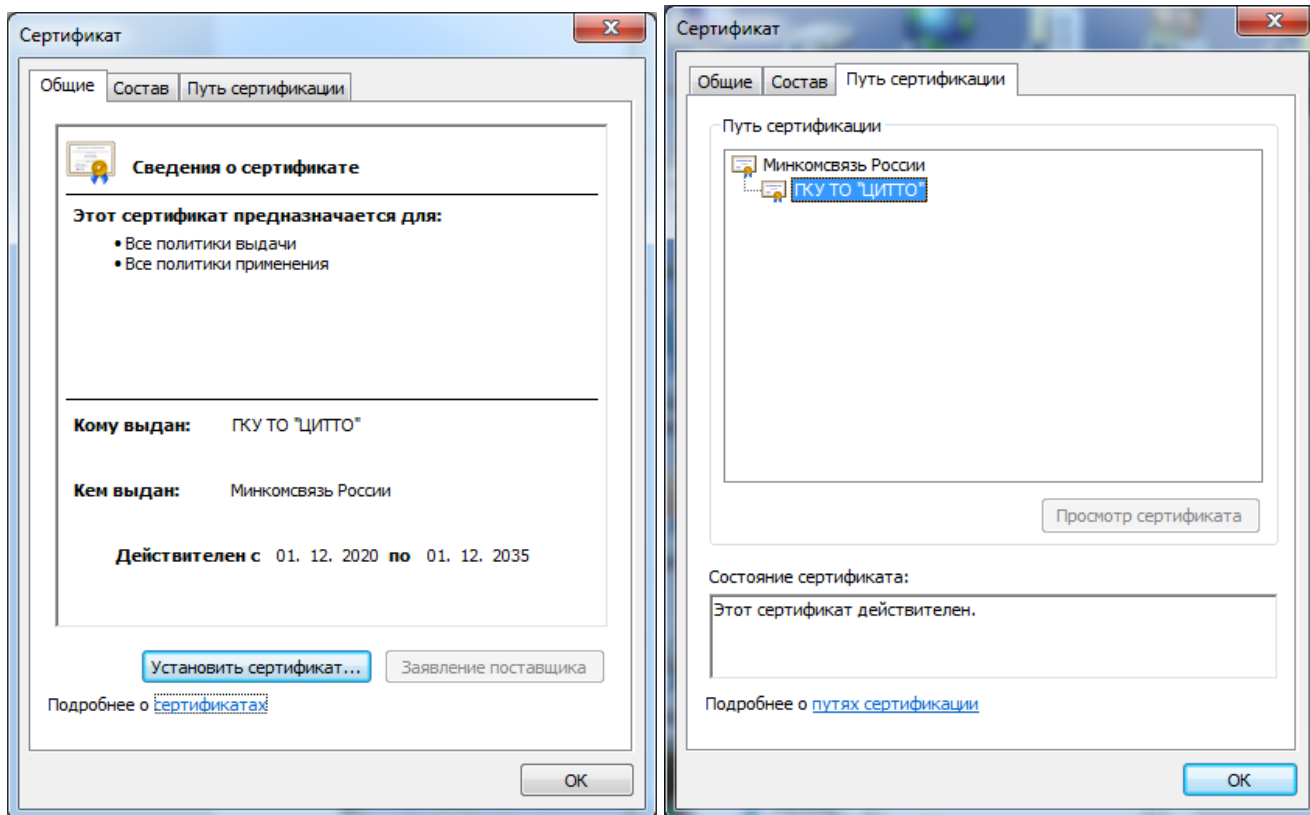 Сертификат
Общие
Состав
Путь сертификации
Сведения о сертификате
Этот сертификат предназначается для:
• Все политики выдачи
• Все политики применения
Кому выдан: ГКУ ТО "ЦИТТО"
Кем выдан: Минкомсвязь России
Действителен с 01. 12. 2020 по 01. 12. 2035
Установить сертификат...
Заявление поставщика
Подробнее о сертификатах
OK
Сертификат
Общие
Состав
Путь сертификации
Путь сертификации
Минкомсвязь России
ГКУ ТО "ЦИТТО"
Просмотр сертификата
Состояние сертификата:
Этот сертификат действителен.
Подробнее о путях сертификации
OK